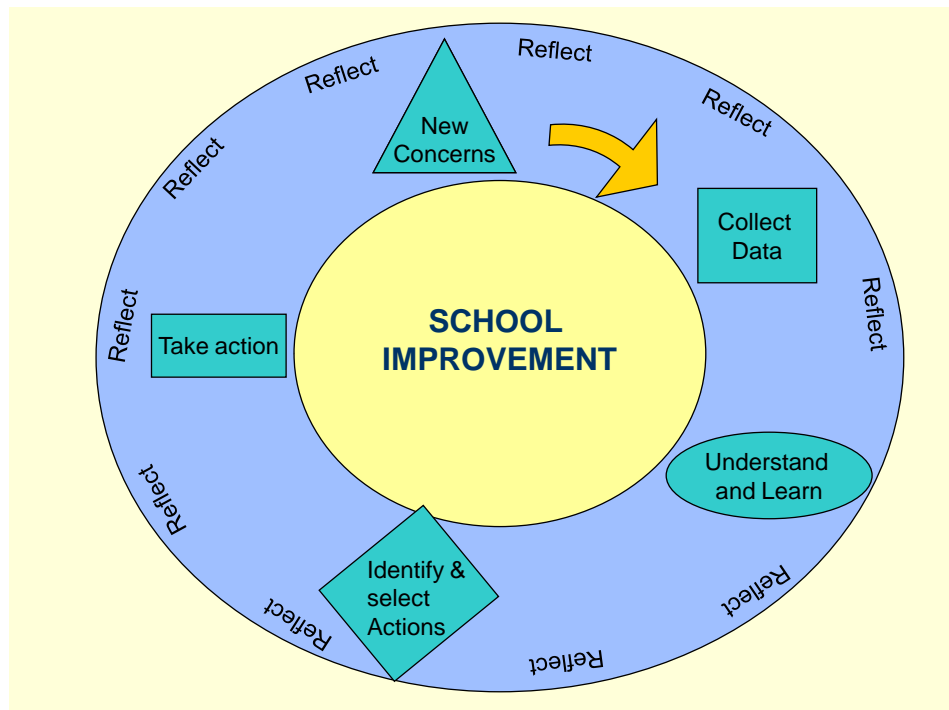 Reflect
Reflect
Reflect
Reflect
Reflect
Reflect
Reflect
Reflect
Reflect
Reflect
New
Concerns
Collect
Data
Understand
and Learn
Identify &
select
Actions
Take action
SCHOOL
IMPROVEMENT